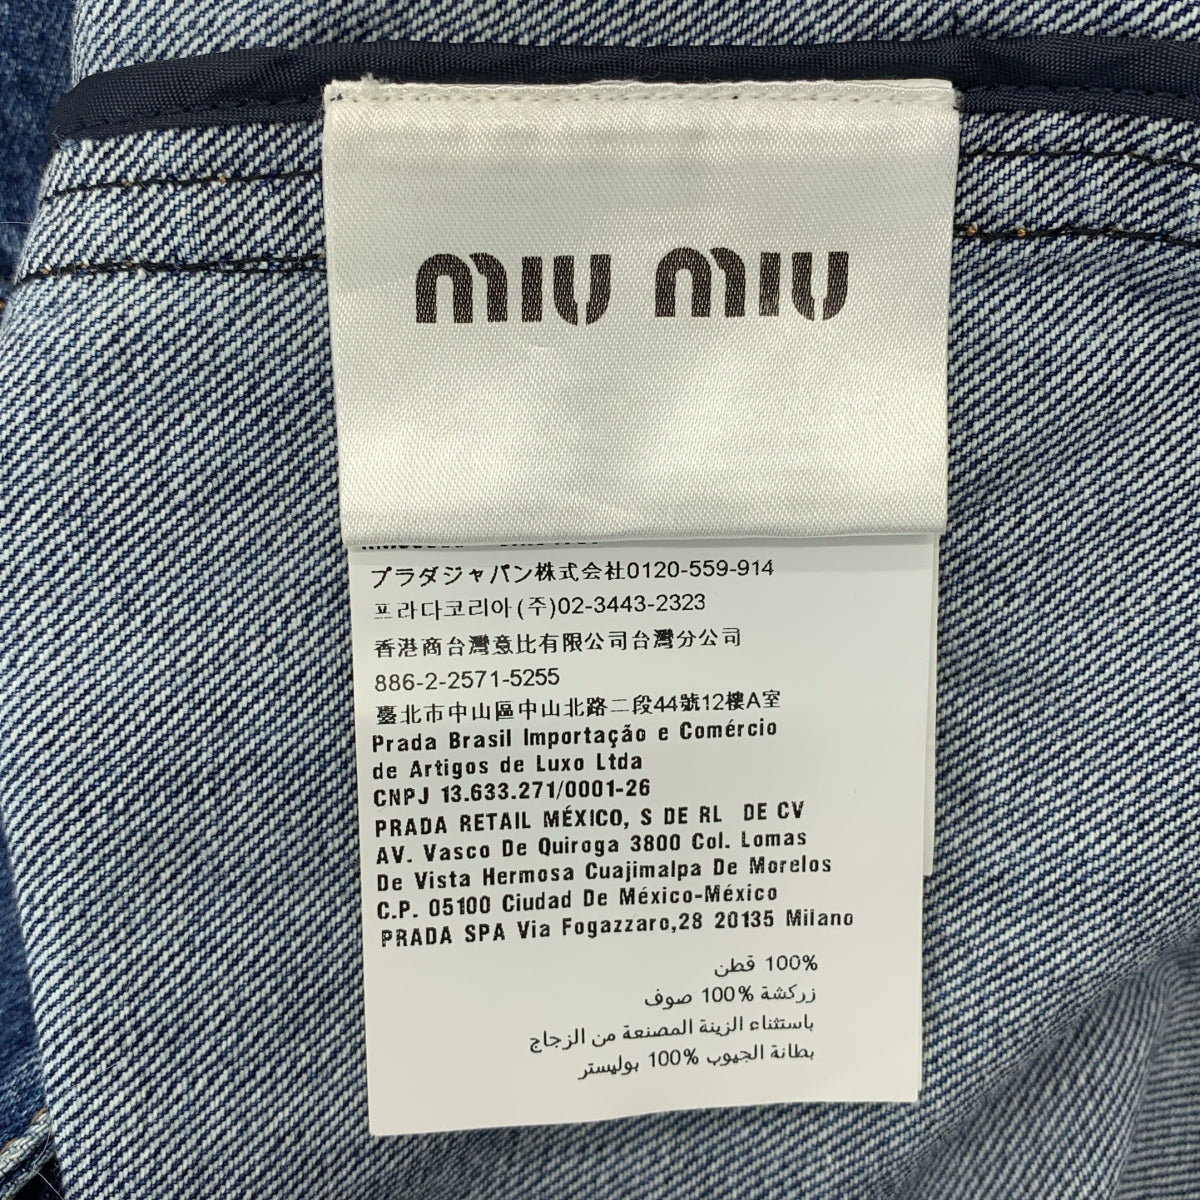 miu miu
プラダジャパン株式会社0120-559-914
프라다코리아(주)02-3443-2323
香港商台灣意比有限公司台灣分公司
886-2-2571-5255
臺北市中山區中山北路二段44號12樓A室
Prada Brasil Importação e Comércio
de Artigos de Luxo Ltda
CNPJ 13.633.271/0001-26
PRADA RETAIL MÉXICO, S DE RL DE CV
AV. Vasco De Quiroga 3800 Col. Lomas
De Vista Hermosa Cuajimalpa De Morelos
C.P. 05100 Ciudad De México-México
PRADA SPA Via Fogazzaro,28 20135 Milano
100% قطن
زركشة 100% صوف
باستثناء الزينة المصنعة من الزجاج
بطانة الجيوب 100% بوليستر